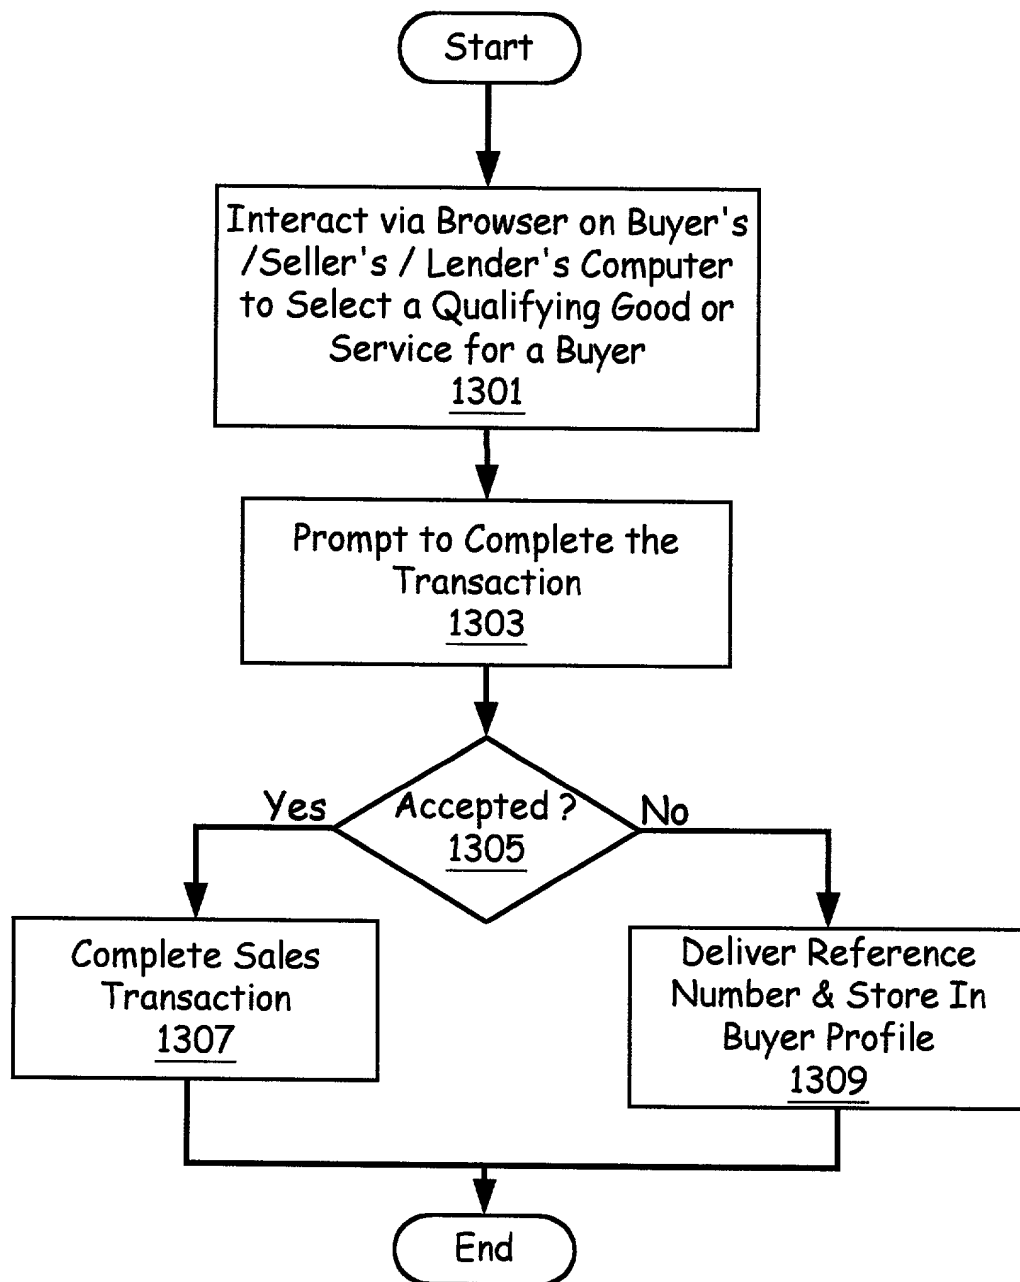 Start
Interact via Browser on Buyer's
/Seller's / Lender's Computer
to Select a Qualifying Good or
Service for a Buyer
1301
Prompt to Complete the
Transaction
1303
Yes
Accepted ?
No
1305
Complete Sales
Transaction
1307
Deliver Reference
Number & Store In
Buyer Profile
1309
End